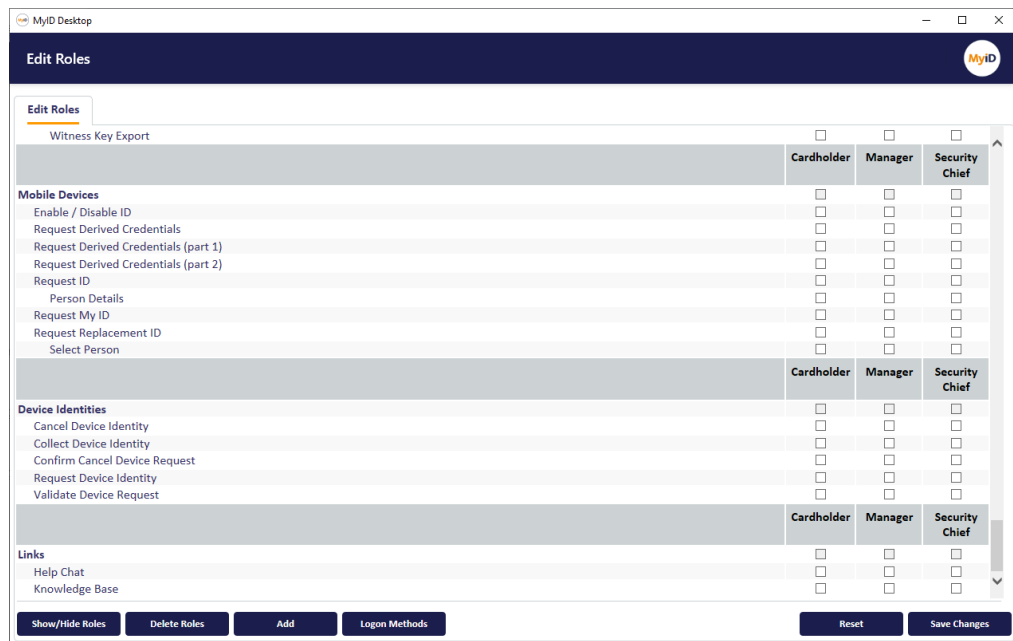 MyID Desktop
Edit Roles
MyiD
Edit Roles
Witness Key Export
Cardholder Manager Security
Chief
Mobile Devices
Enable / Disable ID
Request Derived Credentials
Request Derived Credentials (part 1)
Request Derived Credentials (part 2)
Request ID
Person Details
Request My ID
Request Replacement ID
Select Person
Cardholder Manager Security
Chief
Device Identities
Cancel Device Identity
Collect Device Identity
Confirm Cancel Device Request
Request Device Identity
Validate Device Request
Cardholder Manager Security
Chief
Links
Help Chat
Knowledge Base
Show/Hide Roles Delete Roles Add Logon Methods Reset Save Changes